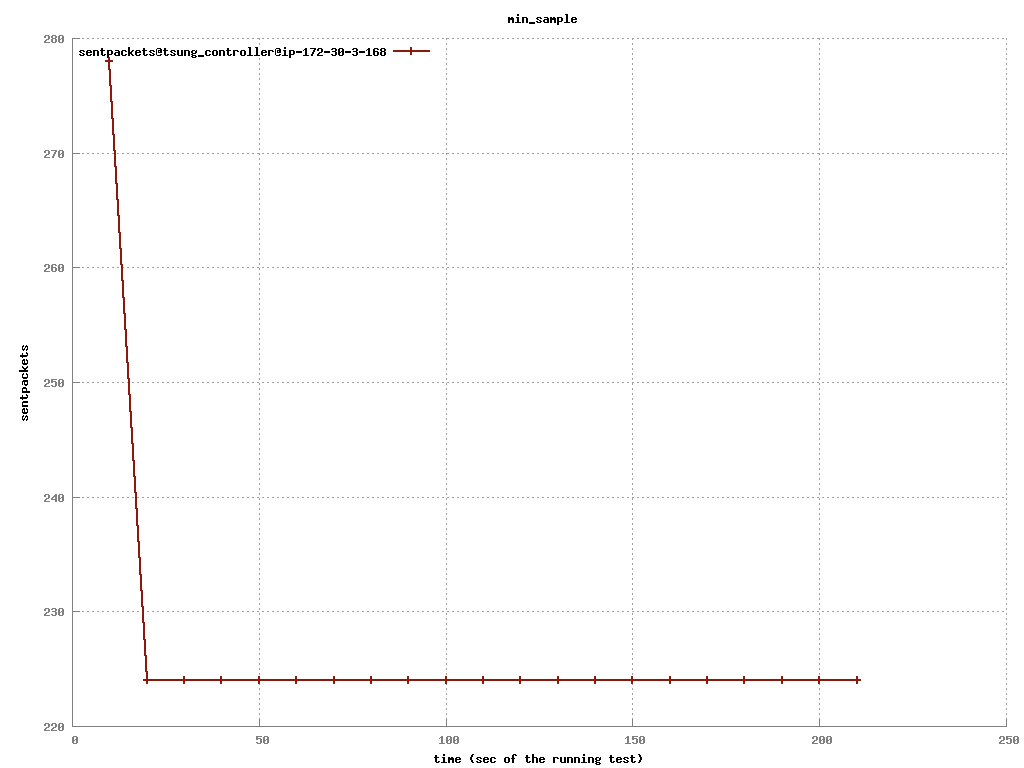 min_sample
280
sentpackets@tsung_controller@ip-172-30-3-168
270
260
250
sentpackets
240
230
220
0 50 100 150 200 250
time (sec of the running test)